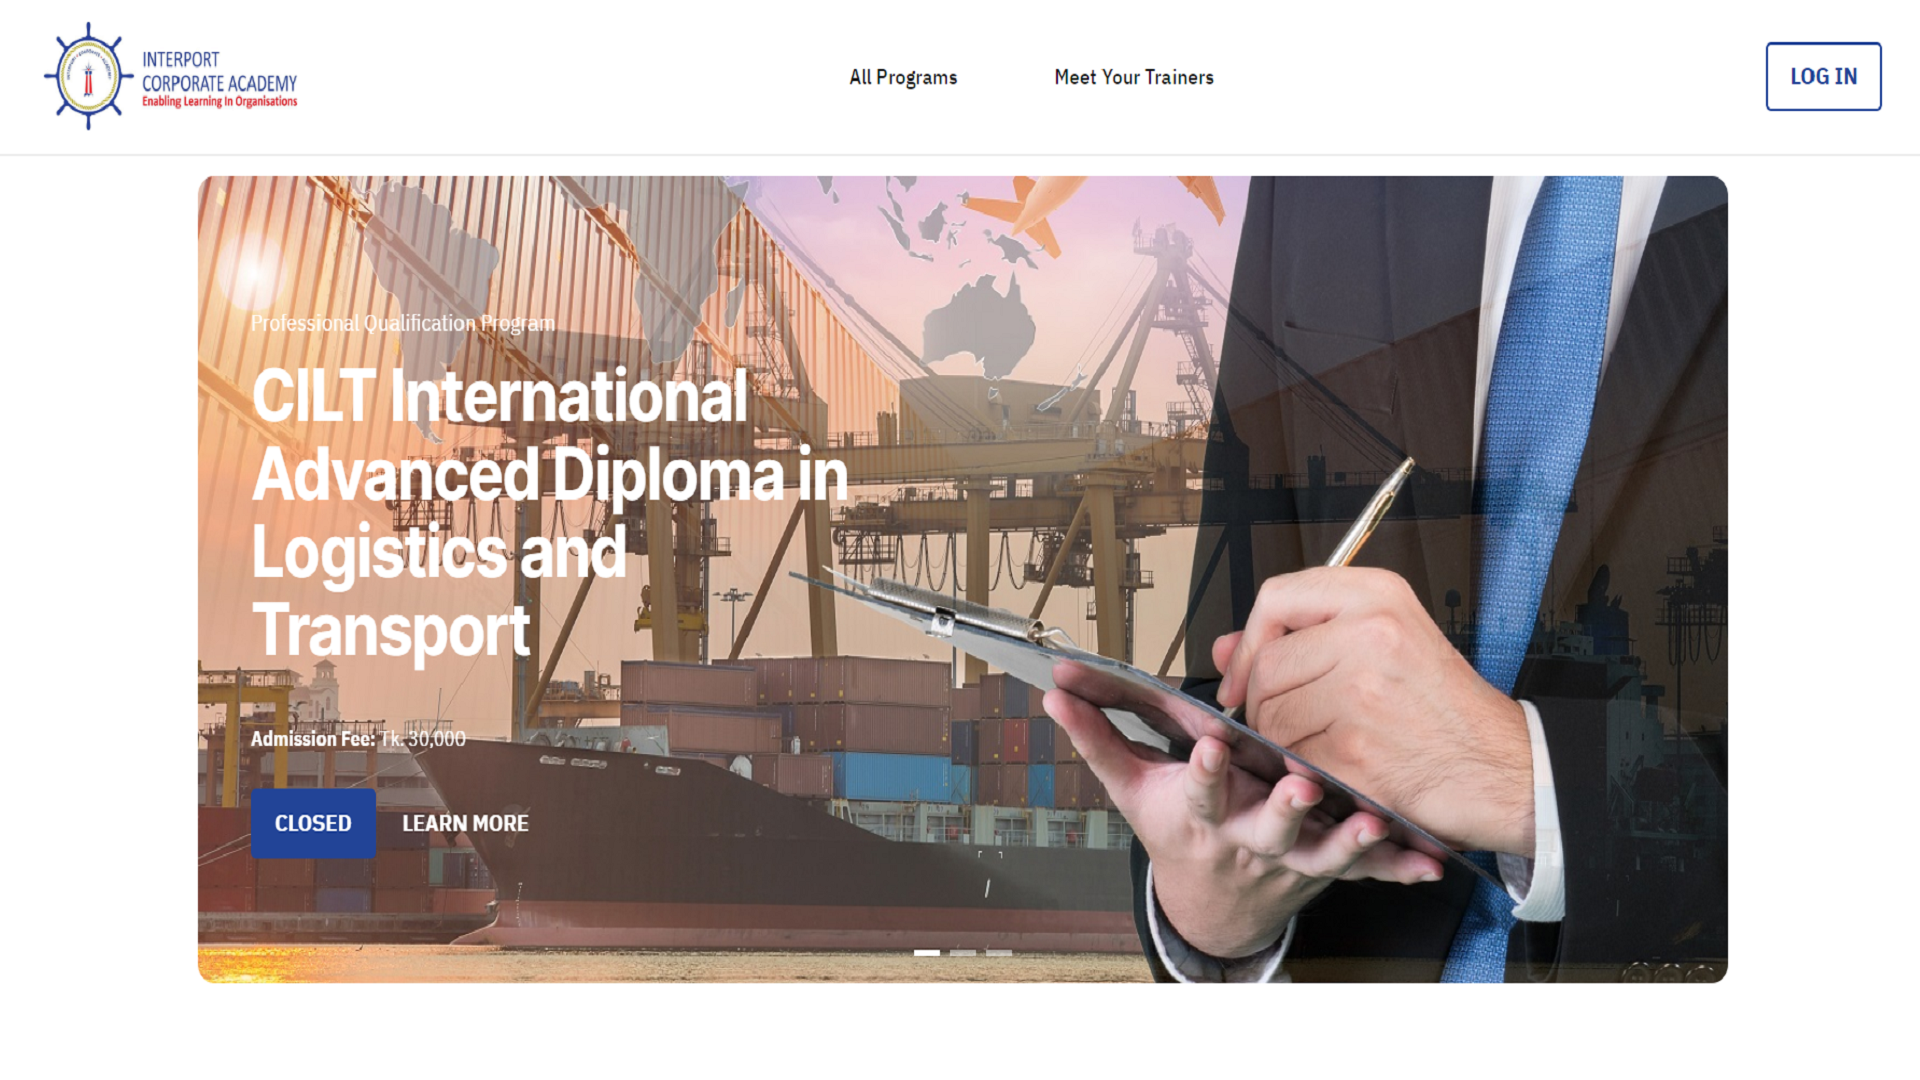 INTERPORT
CORPORATE ACADEMY
Enabling Learning In Organisations
All Programs
Meet Your Trainers
LOG IN
Professional Qualification Program
CILT International
Advanced Diploma in
Logistics and
Transport
Admission Fee: Tk. 30,000
CLOSED
LEARN MORE